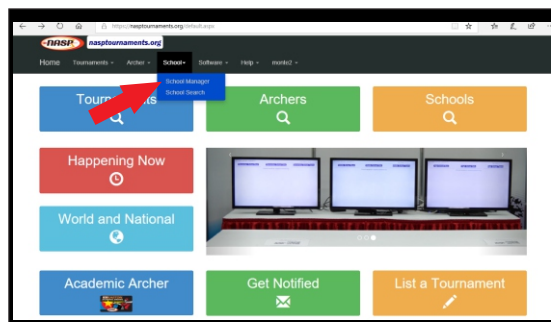 https://nasptournaments.org/default.aspx
NASP nasptournaments.org
Home Tournaments Archer School Software Help monte2
School Manager
School Search
Archers Schools
Happening Now
World and National
Academic Archer Get Notified List a Tournament